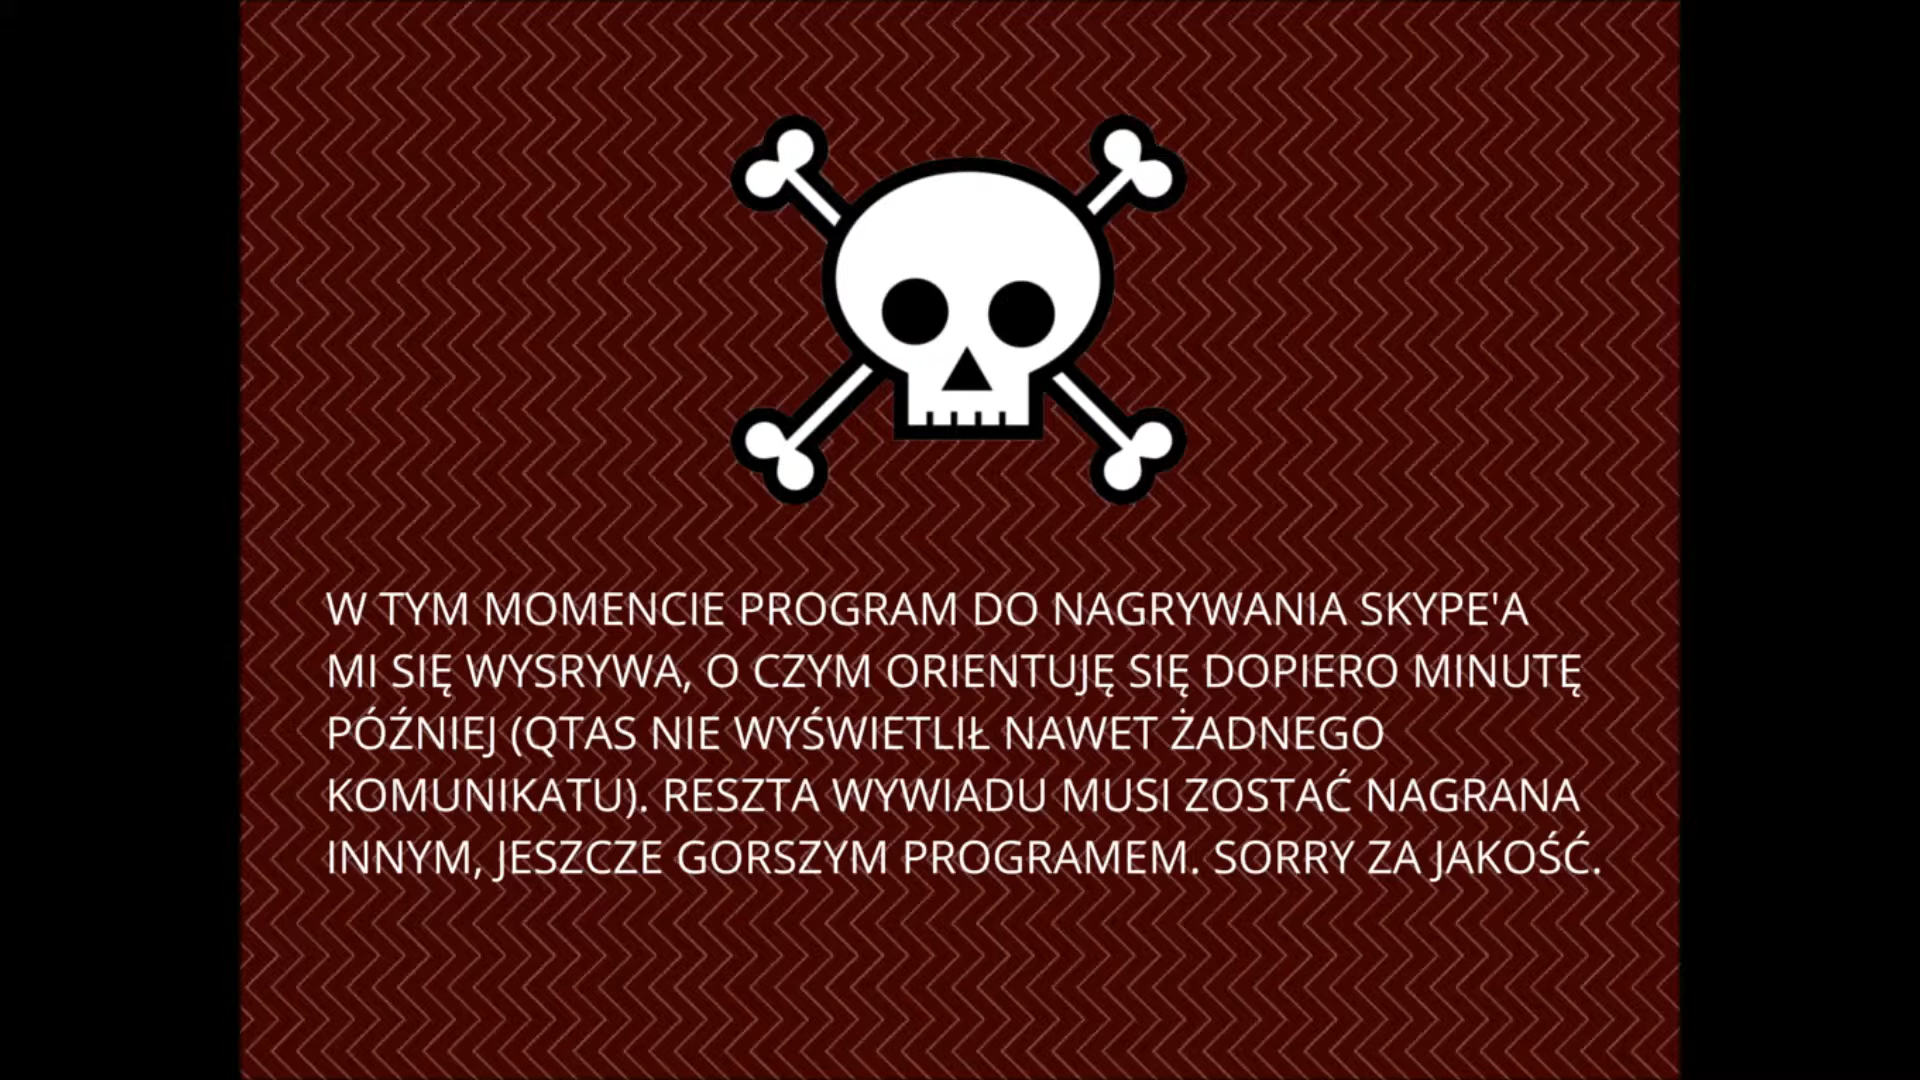 W TYM MOMENCIE PROGRAM DO NAGRYWANIA SKYPE'A
MI SIĘ WYSRYWA, O CZYM ORIENTUJĘ SIĘ DOPIERO MINUTĘ
PÓŹNIEJ (QTAS NIE WYŚWIETLIŁ NAWET ŻADNEGO
KOMUNIKATU). RESZTA WYWIADU MUSI ZOSTAĆ NAGRANA
INNYM, JESZCZE GORSZYM PROGRAMEM. SORRY ZA JAKOŚĆ.